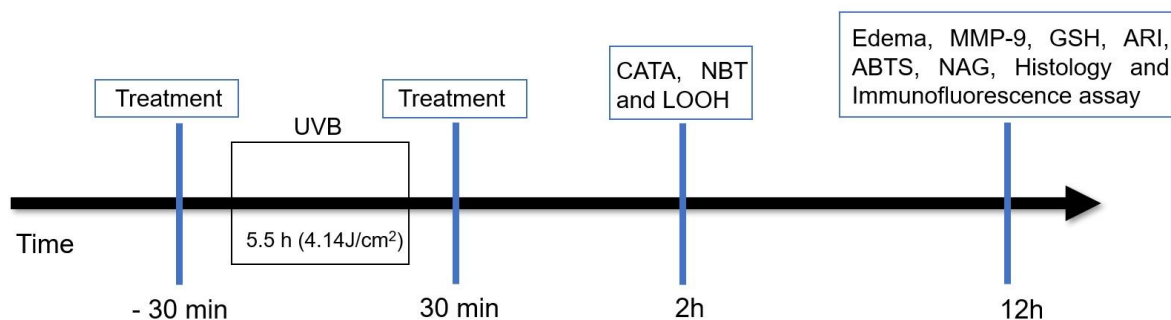 Treatment
UVB
5.5 h (4.14J/cm²)
Treatment
CATA, NBT
and LOOH
Edema, MMP-9, GSH, ARI,
ABTS, NAG, Histology and
Immunofluorescence assay
Time
- 30 min
30 min
2h
12h